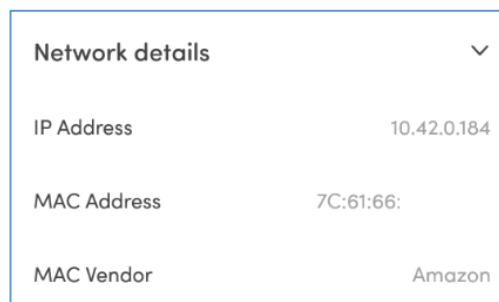 Network details
IP Address 10.42.0.184
MAC Address 7C:61:66:
MAC Vendor Amazon